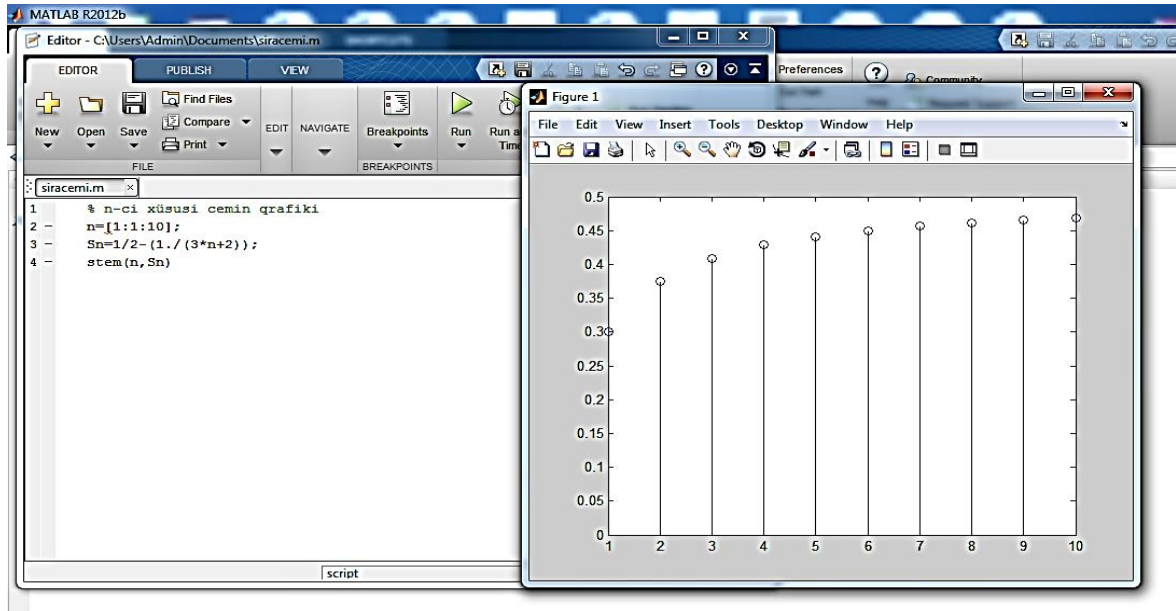 MATLAB R2012b
Editor - C:\Users\Admin\Documents\siracemi.m
EDITOR PUBLISH VIEW
Find Files
Compare
Print
New Open Save
EDIT NAVIGATE Breakpoints Run
FILE BREAKPOINTS
Preferences
Community
siracemi.m
1 % n-ci xüsusi cemin qrafiki
2 - n=[1:1:10];
3 - Sn=1/2-(1./(3*n+2));
4 - stem(n,Sn)
script
Figure 1
File Edit View Insert Tools Desktop Window Help
0.5
0.45
0.4
0.35
0.3
0.25
0.2
0.15
0.1
0.05
0
1 2 3 4 5 6 7 8 9 10